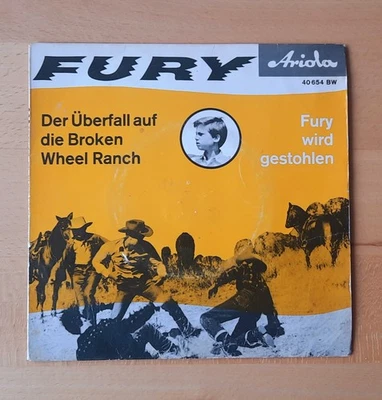 FURY
Ariola
40 654 BW
Der Überfall auf
die Broken
Wheel Ranch
Fury
wird
gestohlen